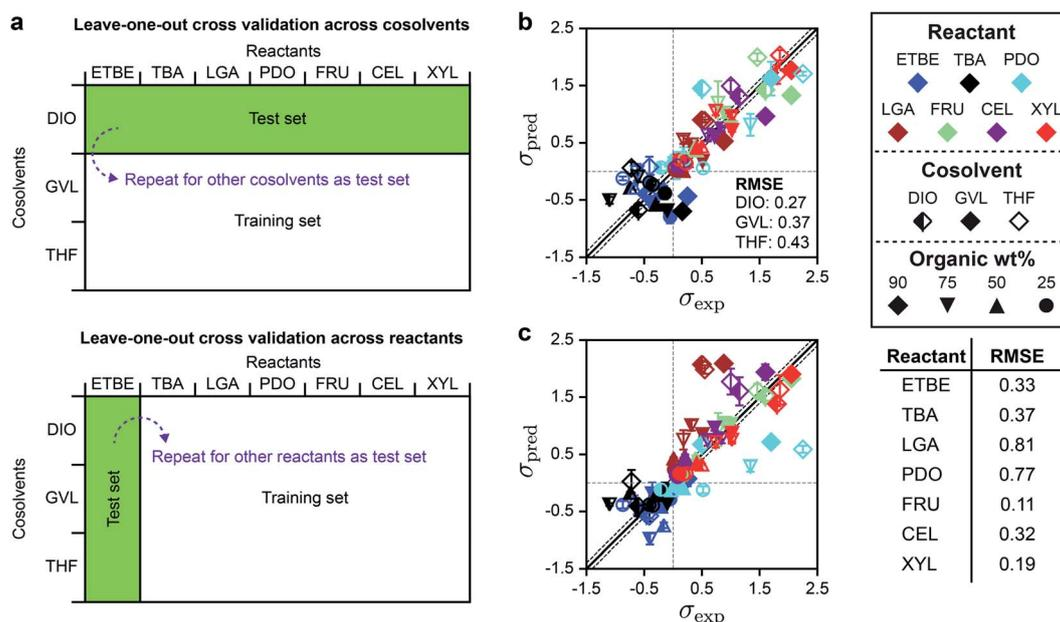 a
Leave-one-out cross validation across cosolvents
Reactants
ETBE TBA LGA PDO FRU CEL XYL
Cosolvents
DIO
GVL
THF
Test set
Repeat for other cosolvents as test set
Training set
Leave-one-out cross validation across reactants
Reactants
ETBE TBA LGA PDO FRU CEL XYL
Cosolvents
DIO
GVL
THF
Test set
Repeat for other reactants as test set
Training set
b
σpred
2.5
1.5
0.5
-0.5
-1.5
-1.5 -0.5 0.5 1.5 2.5
σexp
RMSE
DIO: 0.27
GVL: 0.37
THF: 0.43
c
σpred
2.5
1.5
0.5
-0.5
-1.5
-1.5 -0.5 0.5 1.5 2.5
σexp
Reactant
ETBE TBA PDO
LGA FRU CEL XYL
Cosolvent
DIO GVL THF
Organic wt%
90 75 50 25
Reactant RMSE
ETBE 0.33
TBA 0.37
LGA 0.81
PDO 0.77
FRU 0.11
CEL 0.32
XYL 0.19